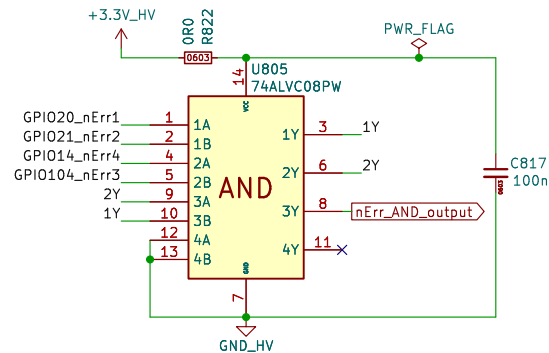 +3.3V_HV
0R0
R822
0603
PWR_FLAG
U805
74ALVC08PW
14
VCC
GPIO20_nErr1 1 1A
GPIO21_nErr2 2 1B
GPIO14_nErr4 4 2A
GPIO104_nErr3 5 2B
2Y 9 3A
1Y 10 3B
12 4A
13 4B
AND
1Y 3 1Y
2Y 6 2Y
3Y 8 nErr_AND_output
4Y 11
C817
100n
0603
GND
7
GND_HV